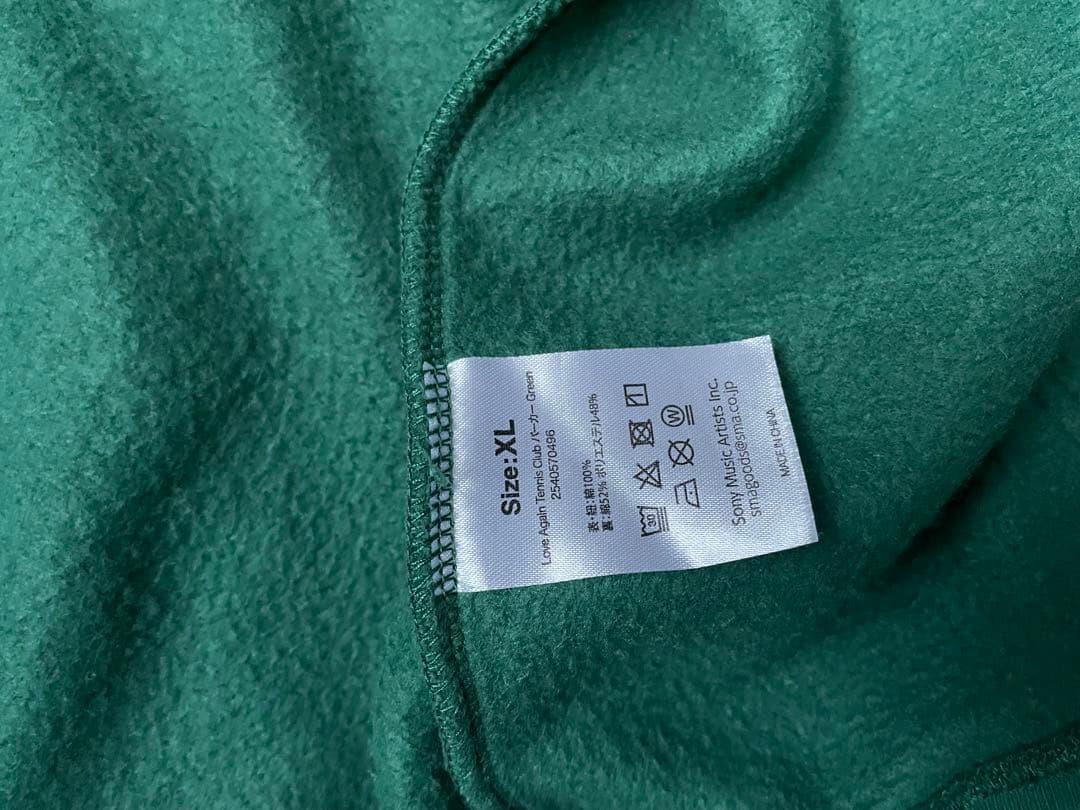 Size:XL
Love Again Tennis Club パーカー Green
2540570496
表・紐:綿100%
裏:綿52% ポリエステル48%
30
W
Sony Music Artists Inc.
smagoods@sma.co.jp
MADE IN CHINA